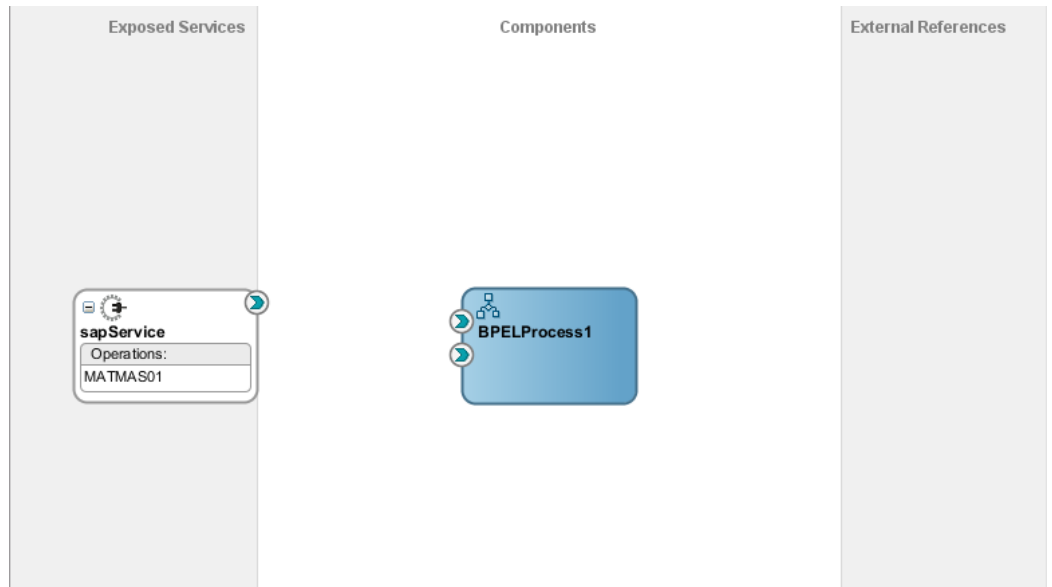 Exposed Services
Components
External References
sapService
Operations:
MATMAS01
BPELProcess1